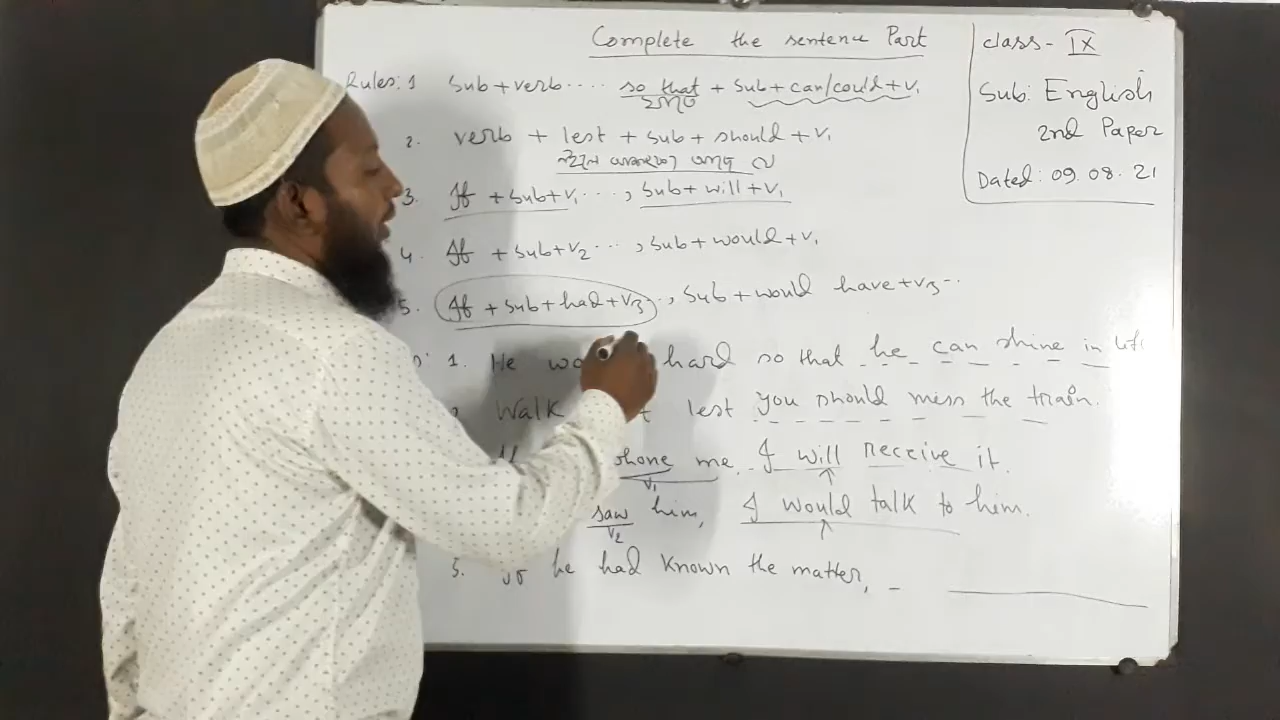 Complete the sentence Part
class - IX
Sub: English
2nd Paper
Dated: 09.08.21
Rules: 1 Sub + verb .... so that + Sub + can/could + V1
2. verb + lest + sub + should + V1
3. If + sub + V1 ..., sub + will + V1
4. If + sub + V2 ..., sub + would + V1
5. If + sub + had + V3 .., sub + would have + V3 ...
1. He hard so that he can shine in life
Walk lest you should miss the train.
phone me, I will receive it.
V1
saw him, I would talk to him.
V2
5. If he had known the matter, _